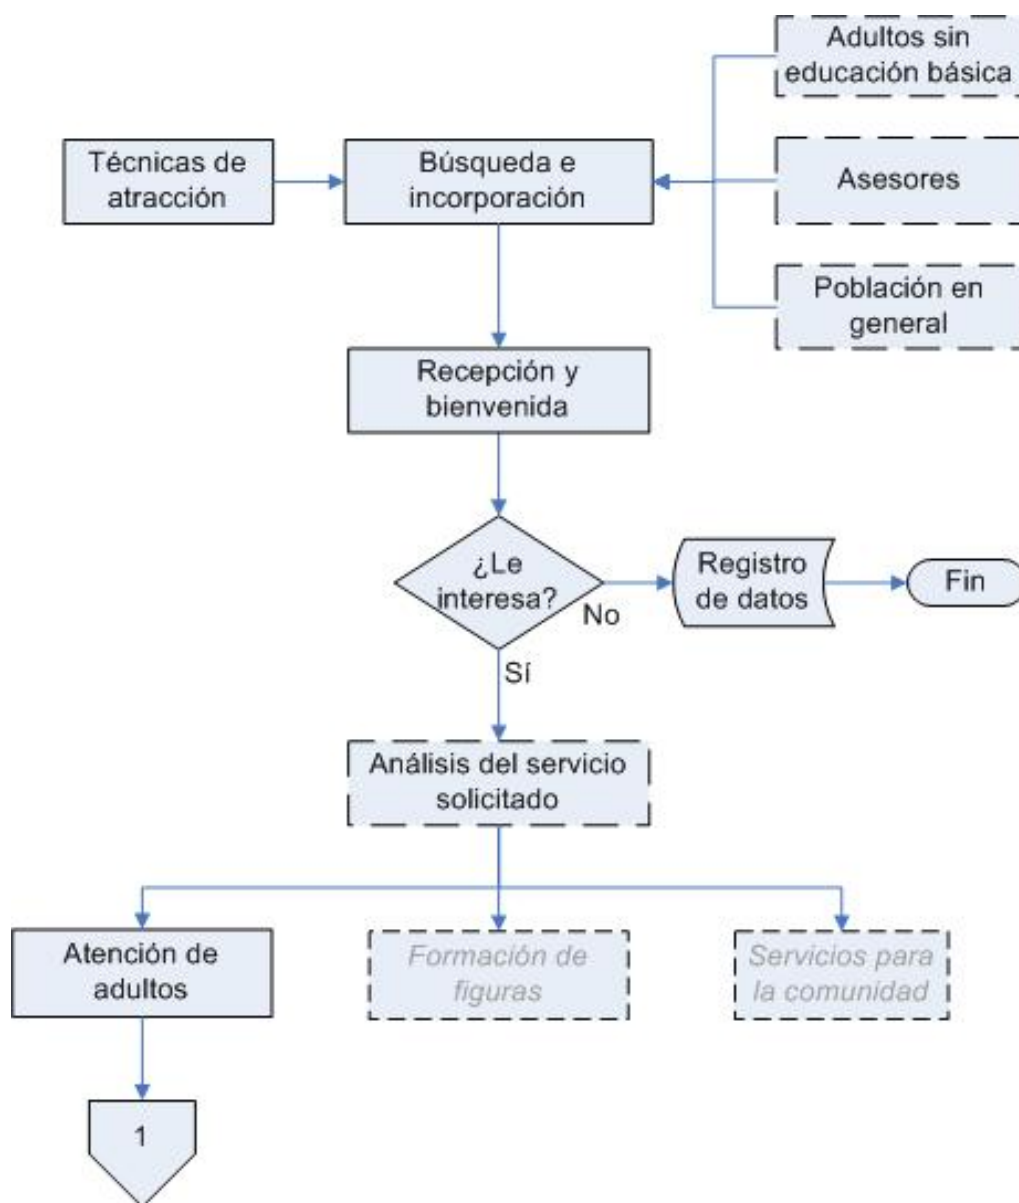 Adultos sin
educación básica
Técnicas de
atracción
Búsqueda e
incorporación
Asesores
Población en
general
Recepción y
bienvenida
¿Le
interesa?
No
Registro
de datos
Fin
Sí
Análisis del servicio
solicitado
Atención de
adultos
Formación de
figuras
Servicios para
la comunidad
1